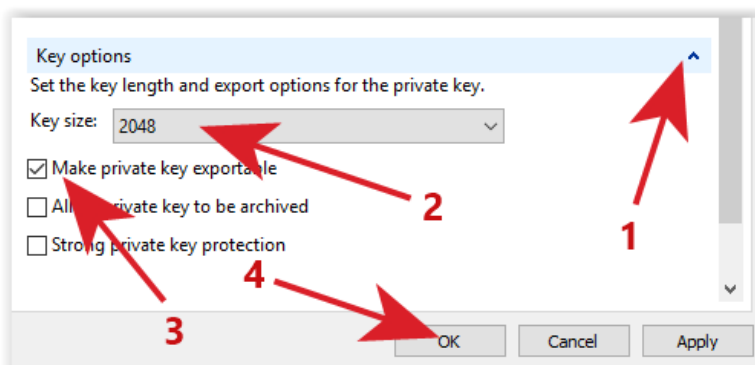 Key options
Set the key length and export options for the private key.
Key size: 2048
Make private key exportable
Allow private key to be archived
Strong private key protection
1
2
3
4
OK Cancel Apply